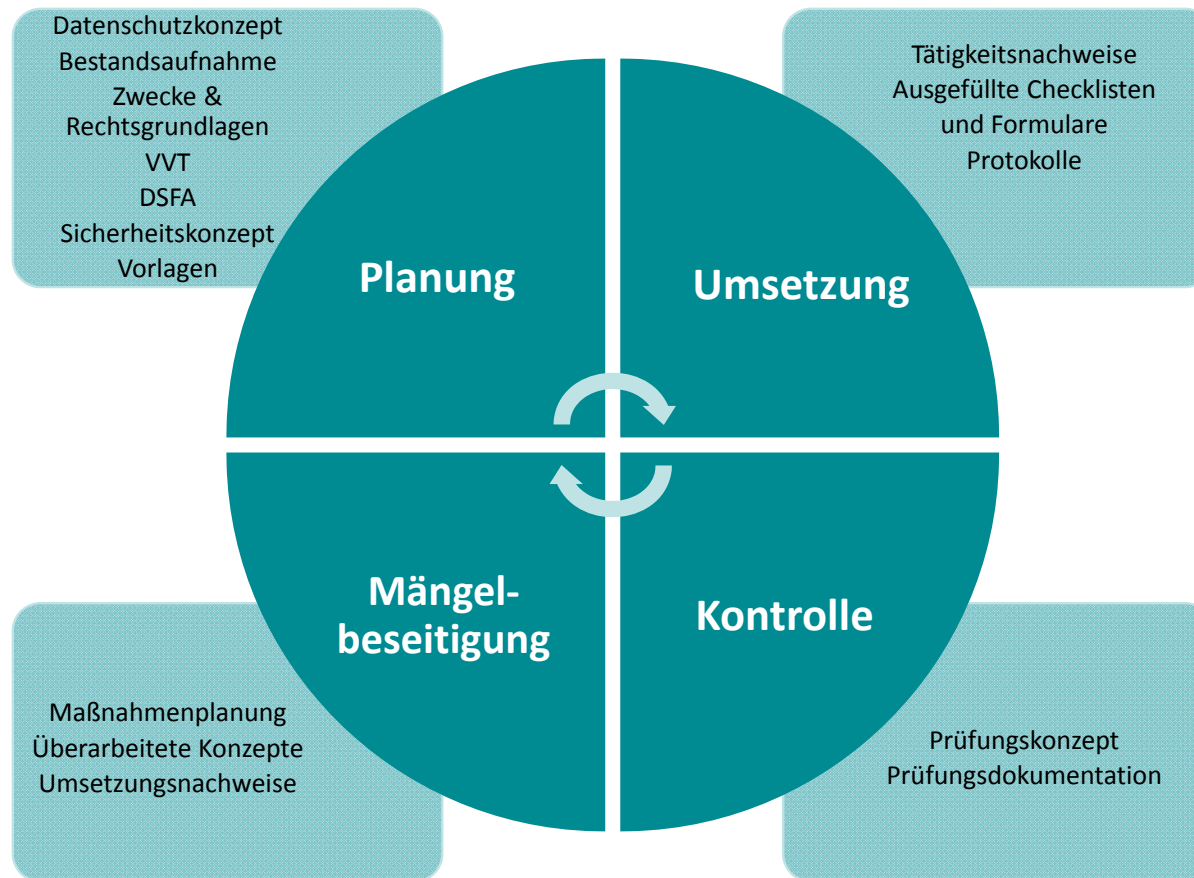 Datenschutzkonzept
Bestandsaufnahme
Zwecke &
Rechtsgrundlagen
VVT
DSFA
Sicherheitskonzept
Vorlagen
Tätigkeitsnachweise
Ausgefüllte Checklisten
und Formulare
Protokolle
Planung
Umsetzung
Mängel-
beseitigung
Kontrolle
Maßnahmenplanung
Überarbeitete Konzepte
Umsetzungsnachweise
Prüfungskonzept
Prüfungsdokumentation